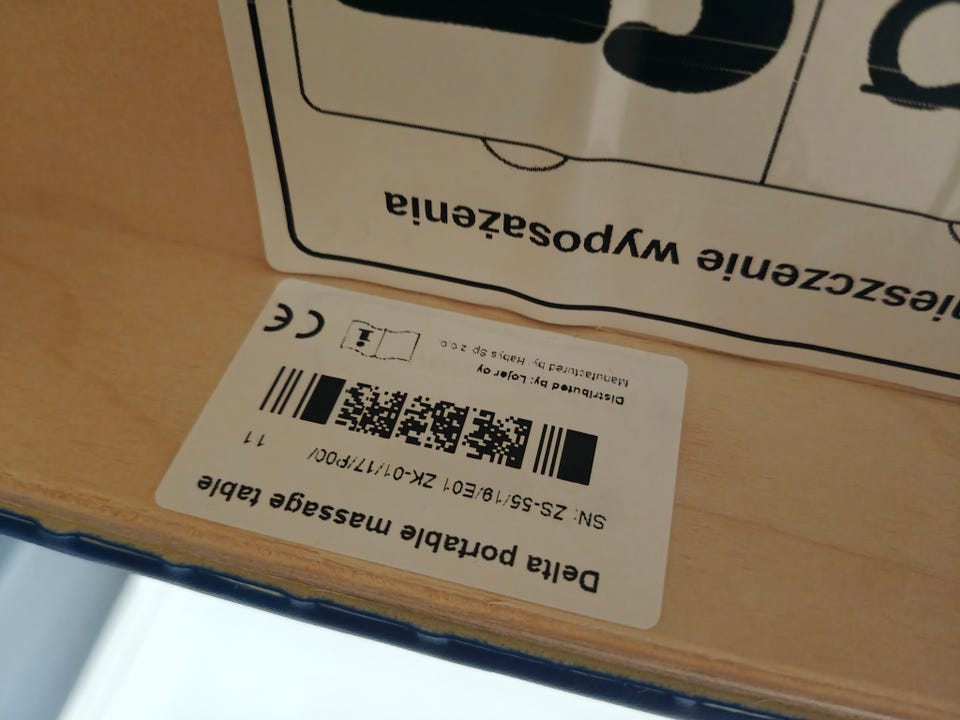 Delta portable massage table
SN: ZS-55/19/E01 ZK-01/17/P00/
11
Distributed by: Lojer oy
Manufactured by: Habys Sp. z o.o.
i
CE
wyposażenia